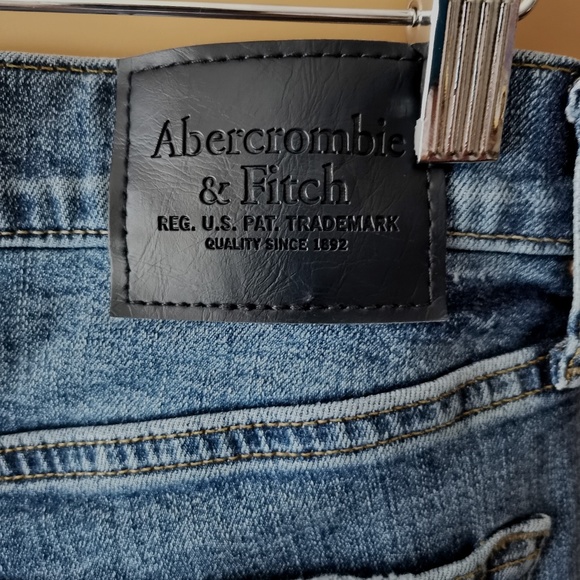 Abercrombie
& Fitch
REG. U.S. PAT. TRADEMARK
QUALITY SINCE 1892